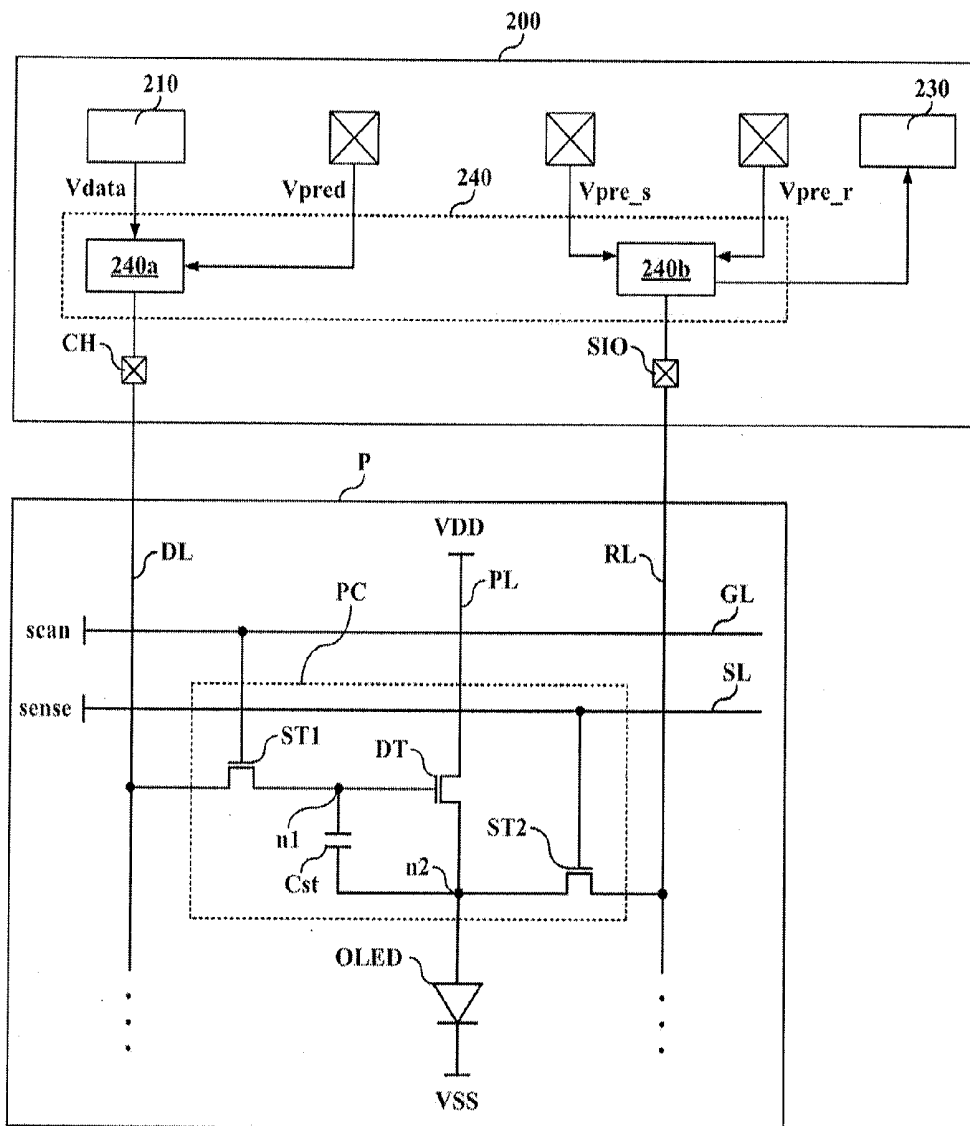 200
210
230
Vdata
Vpred
Vpre_s
Vpre_r
240
240a
240b
CH
SIO
P
VDD
DL
RL
PL
PC
GL
scan
SL
sense
ST1
DT
ST2
n1
n2
Cst
OLED
VSS